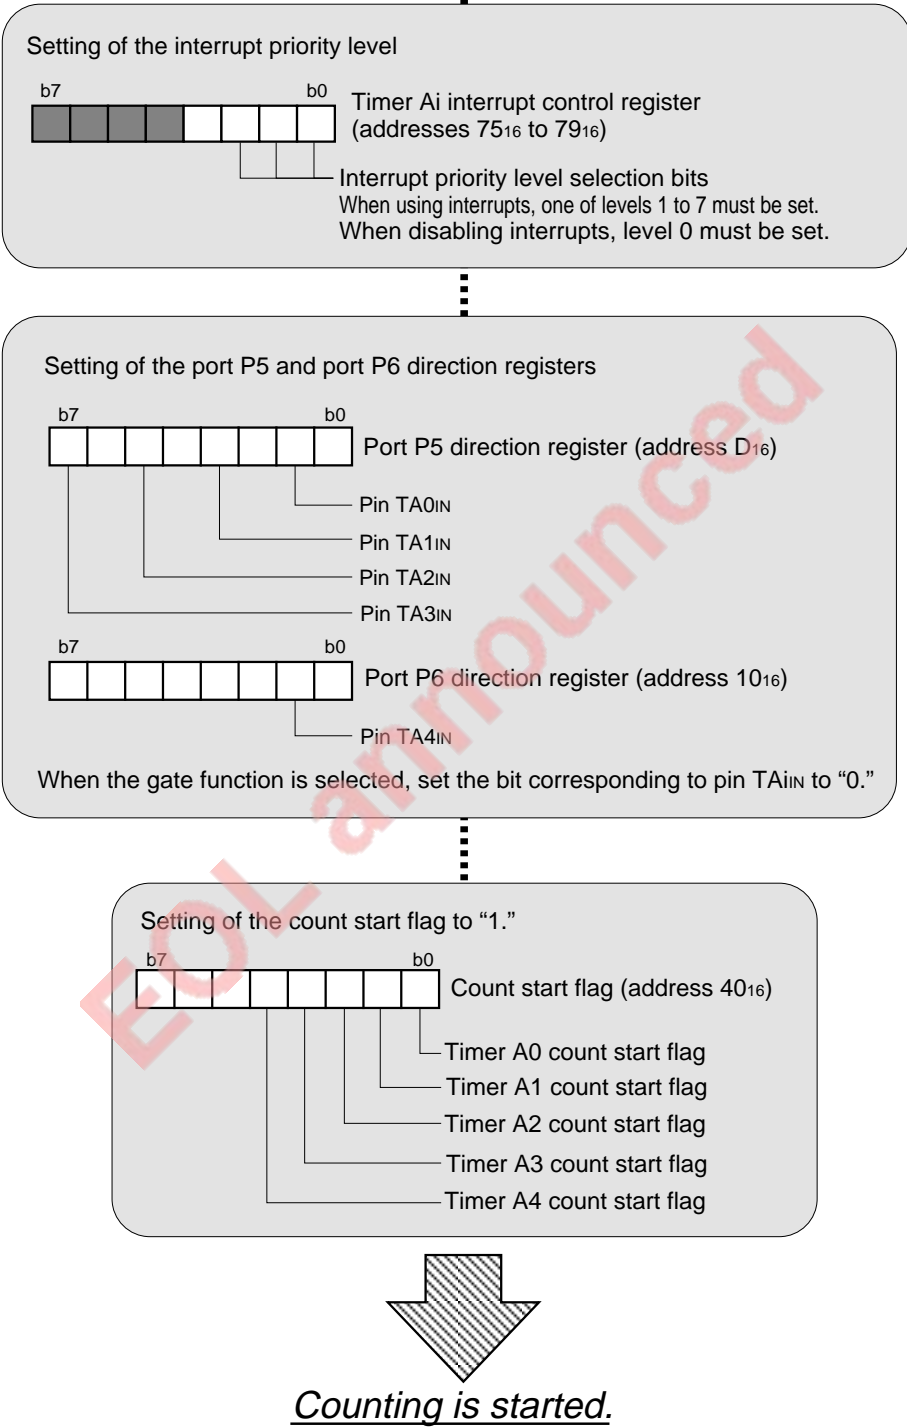 Setting of the interrupt priority level
b7 b0
Timer Ai interrupt control register
(addresses 7516 to 7916)
Interrupt priority level selection bits
When using interrupts, one of levels 1 to 7 must be set.
When disabling interrupts, level 0 must be set.
Setting of the port P5 and port P6 direction registers
b7 b0
Port P5 direction register (address D16)
Pin TA0IN
Pin TA1IN
Pin TA2IN
Pin TA3IN
b7 b0
Port P6 direction register (address 1016)
Pin TA4IN
When the gate function is selected, set the bit corresponding to pin TAiIN to “0.”
Setting of the count start flag to “1.”
b7 b0
Count start flag (address 4016)
Timer A0 count start flag
Timer A1 count start flag
Timer A2 count start flag
Timer A3 count start flag
Timer A4 count start flag
Counting is started.
EOL announced